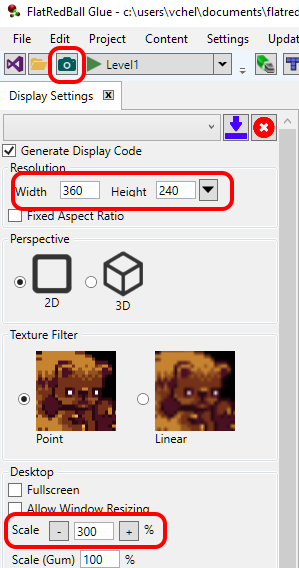 FlatRedBall Glue - c:\users\vchel\documents\flatred
File Edit Project Content Settings Updat
Level1
Display Settings
Generate Display Code
Resolution
Width 360 Height 240
Fixed Aspect Ratio
Perspective
2D 3D
Texture Filter
Point Linear
Desktop
Fullscreen
Allow Window Resizing
Scale - 300 + %
Scale (Gum) 100 %